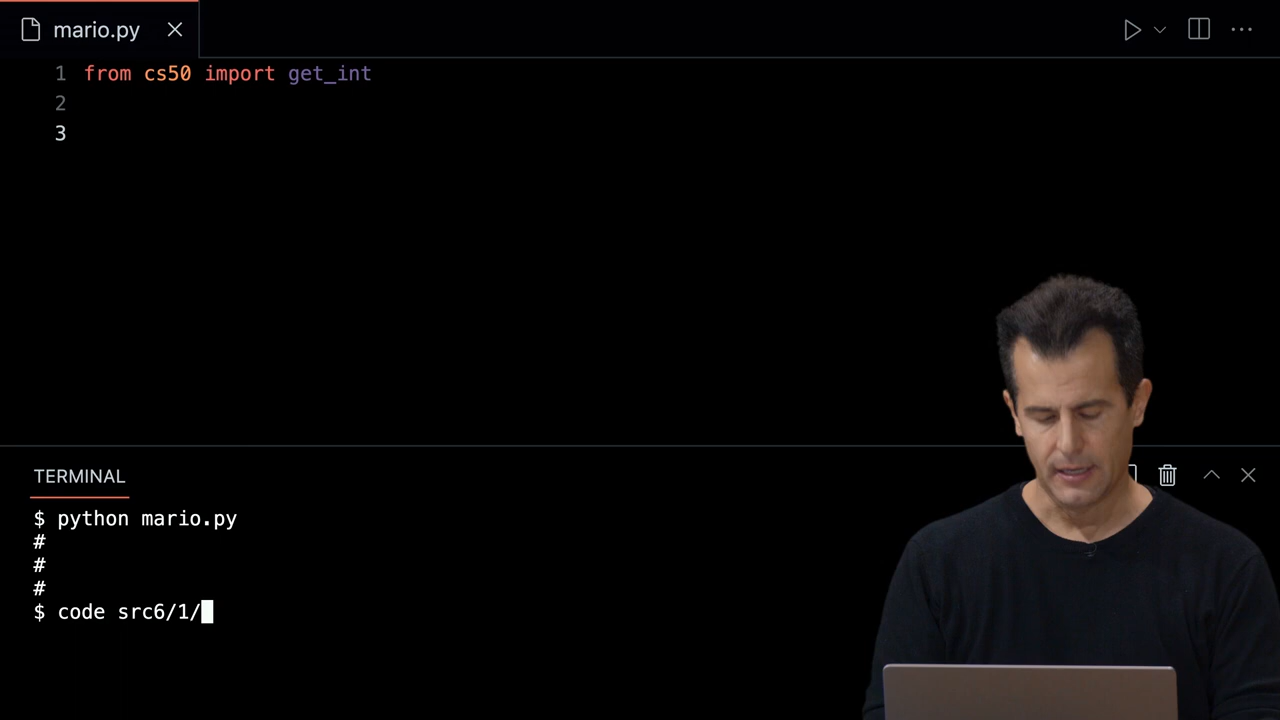 mario.py
1 from cs50 import get_int
2
3
TERMINAL
$ python mario.py
#
#
#
$ code src6/1/